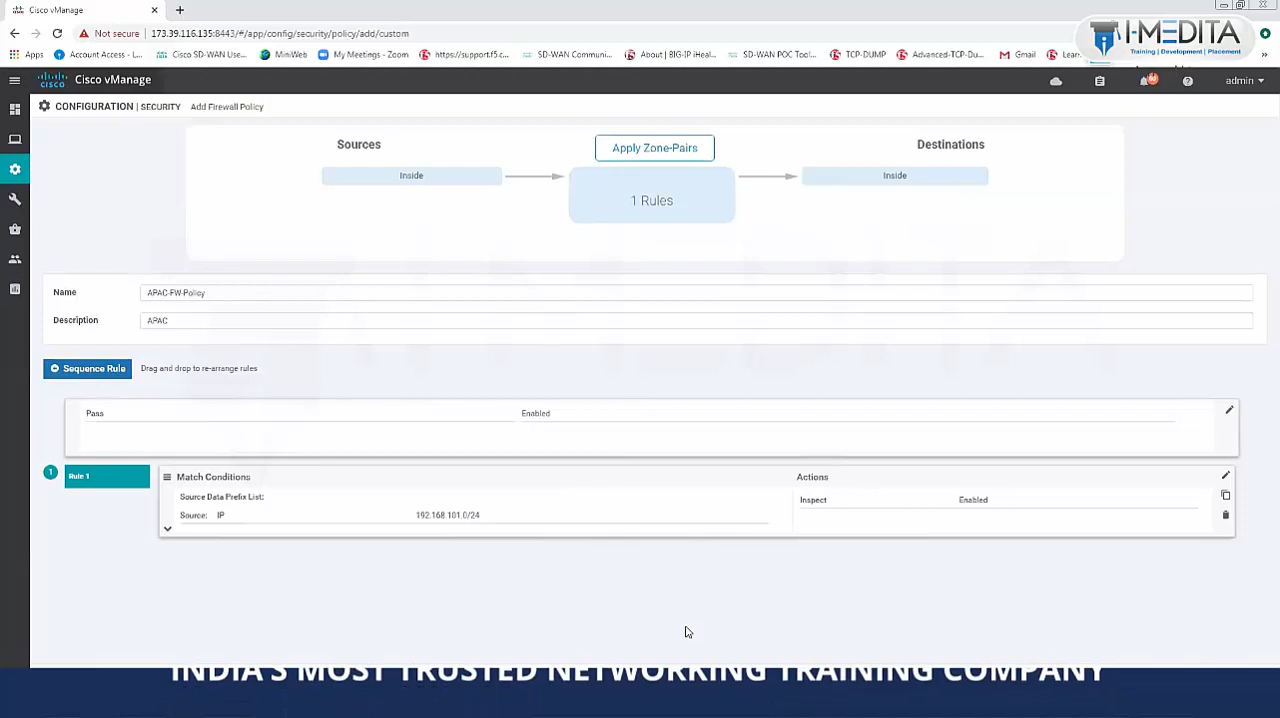 Cisco vManage
Not secure
173.39.116.135:8443/#/app/config/security/policy/add/custom
Apps Account Access - L... Cisco SD-WAN Use... MiniWeb My Meetings - Zoom https://support.f5.c... SD-WAN Communi... About | BIG-IP iHeal... SD-WAN POC Tool... TCP-DUMP Advanced-TCP-Du... Gmail Learn
I-MEDITA
Training | Development | Placement
CISCO Cisco vManage
admin
CONFIGURATION | SECURITY Add Firewall Policy
Sources
Apply Zone-Pairs
Destinations
Inside
Inside
1 Rules
Name
APAC-FW-Policy
Description
APAC
Sequence Rule
Drag and drop to re-arrange rules
Pass
Enabled
1
Rule 1
Match Conditions
Actions
Source Data Prefix List:
Inspect
Enabled
Source: IP
192.168.101.0/24
INDIA'S MOST TRUSTED NETWORKING TRAINING COMPANY